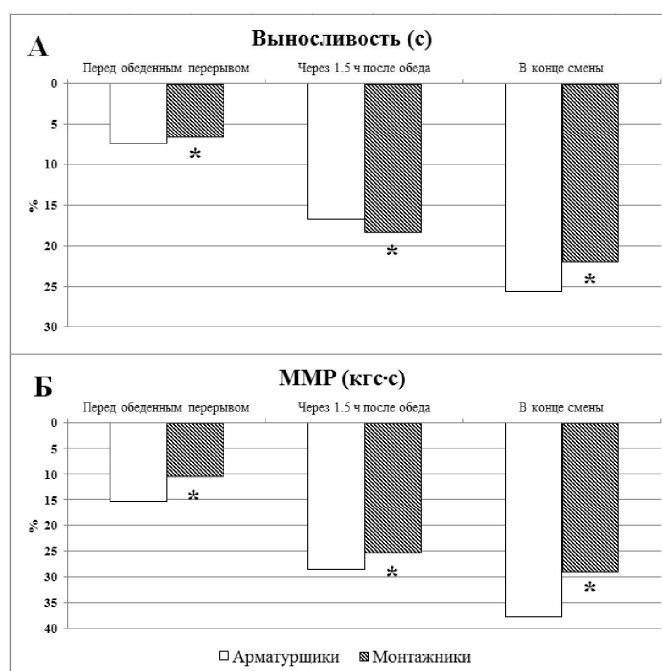 А
Выносливость (с)
Перед обеденным перерывом Через 1.5 ч после обеда В конце смены
0
5
10
15
20
25
30
%
* * *
Б
ММР (кгс·с)
Перед обеденным перерывом Через 1.5 ч после обеда В конце смены
0
5
10
15
20
25
30
35
40
%
* * *
Арматурщики Монтажники